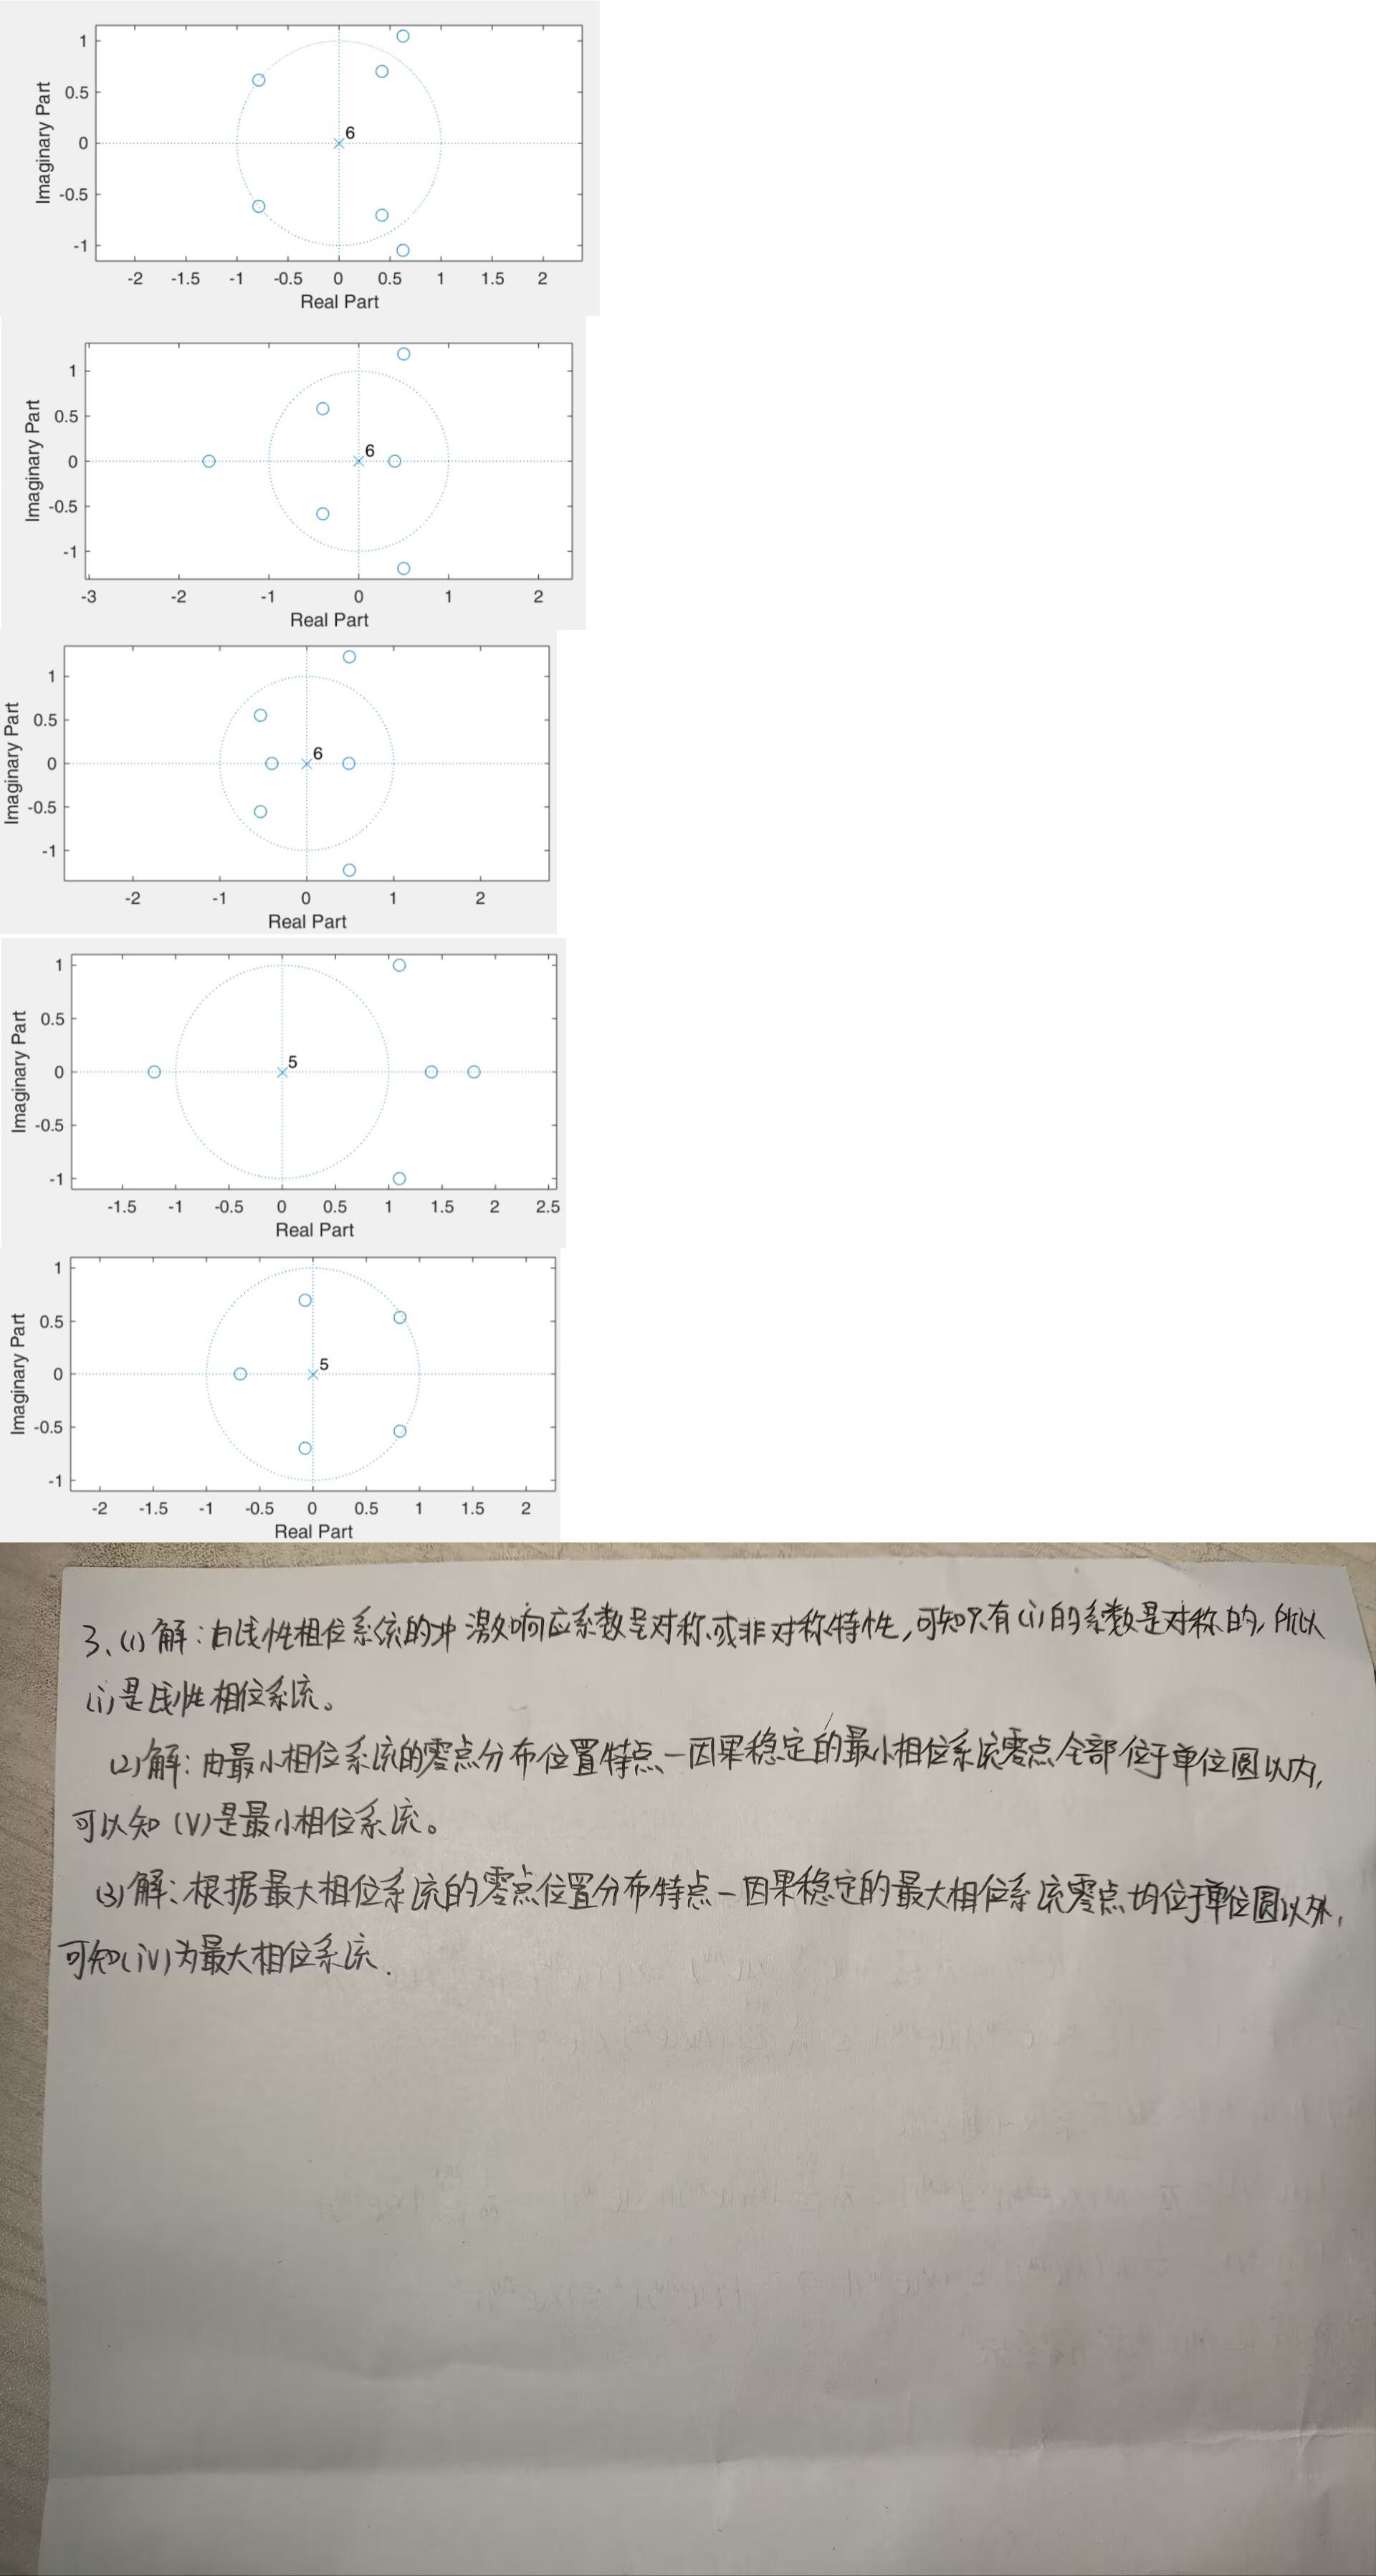 1
0.5
0
-0.5
-1
Imaginary Part
6
-2 -1.5 -1 -0.5 0 0.5 1 1.5 2
Real Part
1
0.5
0
-0.5
-1
Imaginary Part
6
-3 -2 -1 0 1 2
Real Part
1
0.5
0
-0.5
-1
Imaginary Part
6
-2 -1 0 1 2
Real Part
1
0.5
0
-0.5
-1
Imaginary Part
5
-1.5 -1 -0.5 0 0.5 1 1.5 2 2.5
Real Part
1
0.5
0
-0.5
-1
Imaginary Part
5
-2 -1.5 -1 -0.5 0 0.5 1 1.5 2
Real Part
3、(1) 解:由线性相位系统的冲激响应系数呈对称或非对称特性,可知只有(i)的系数是对称的,所以
(i)是线性相位系统。
(2)解:由最小相位系统的零点分布位置特点—因果稳定的最小相位系统零点全部位于单位圆以内,
可以知(V)是最小相位系统。
(3)解:根据最大相位系统的零点位置分布特点—因果稳定的最大相位系统零点均位于单位圆以外,
可知(iV)为最大相位系统.